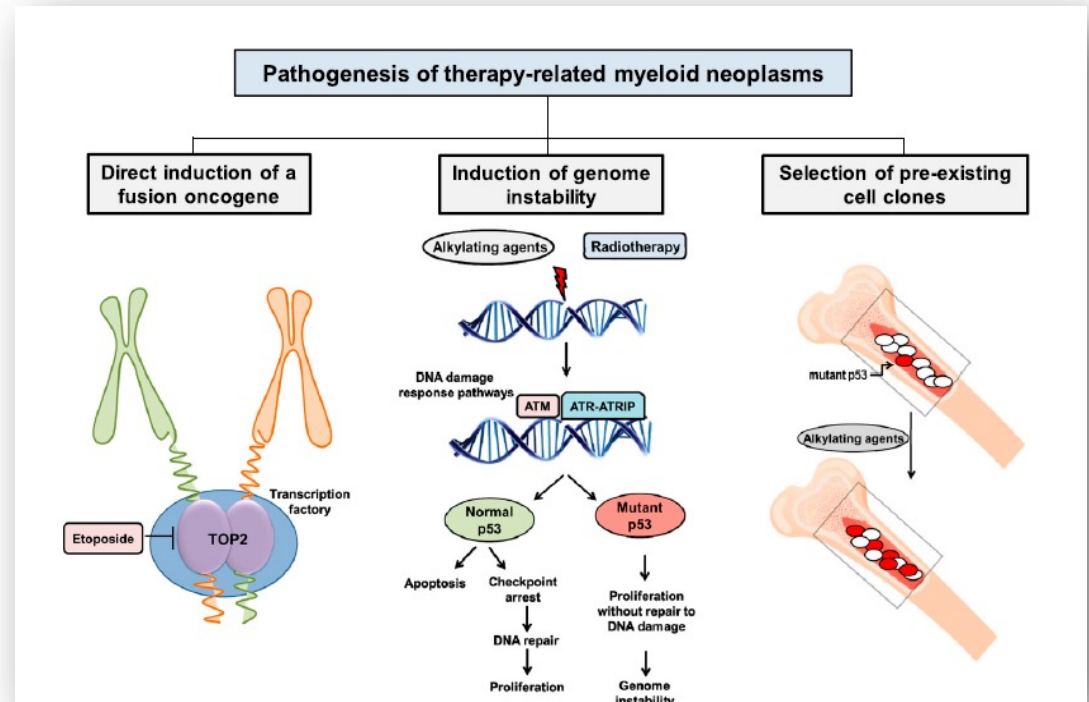 Pathogenesis of therapy-related myeloid neoplasms
Direct induction of a
fusion oncogene
Induction of genome
instability
Selection of pre-existing
cell clones
Alkylating agents
Radiotherapy
DNA damage
response pathways
ATM
ATR-ATRIP
Transcription
factory
Etoposide
TOP2
Normal
p53
Mutant
p53
Apoptosis
Checkpoint
arrest
DNA repair
Proliferation
Proliferation
without repair to
DNA damage
Genome
instability
mutant p53
Alkylating agents